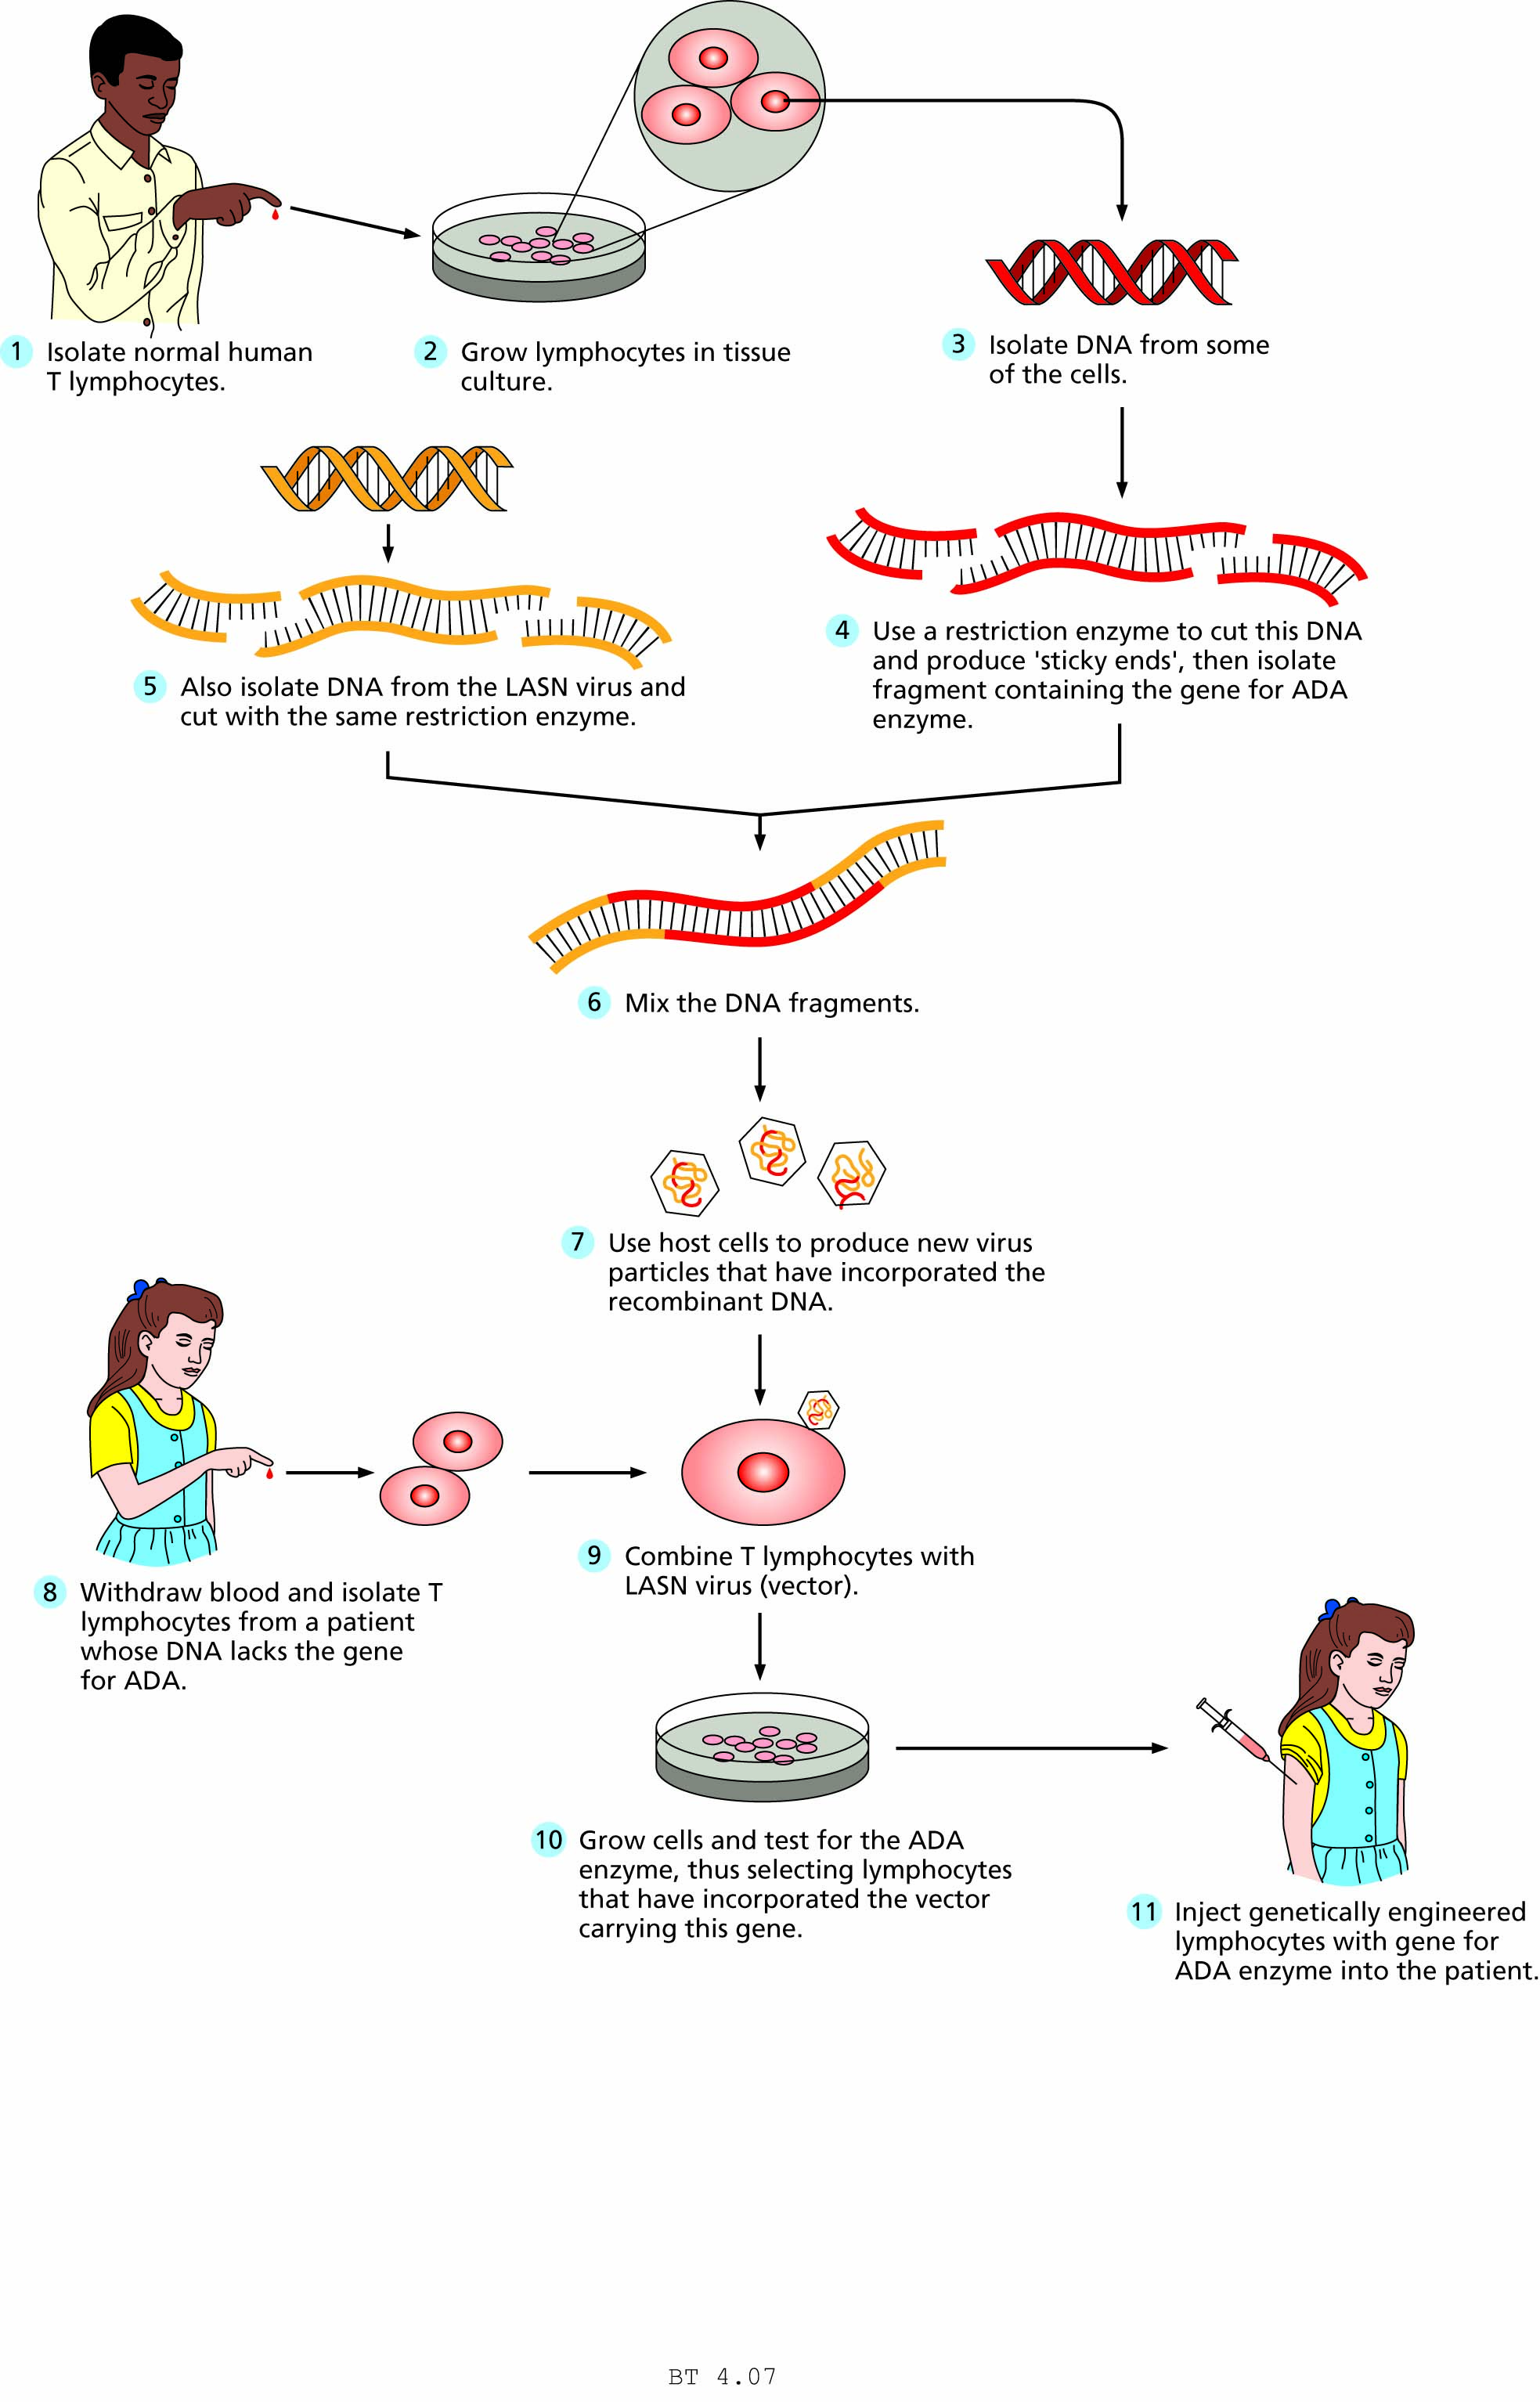 1 Isolate normal human
T lymphocytes.
2 Grow lymphocytes in tissue
culture.
3 Isolate DNA from some
of the cells.
4 Use a restriction enzyme to cut this DNA
and produce 'sticky ends', then isolate
fragment containing the gene for ADA
enzyme.
5 Also isolate DNA from the LASN virus and
cut with the same restriction enzyme.
6 Mix the DNA fragments.
7 Use host cells to produce new virus
particles that have incorporated the
recombinant DNA.
8 Withdraw blood and isolate T
lymphocytes from a patient
whose DNA lacks the gene
for ADA.
9 Combine T lymphocytes with
LASN virus (vector).
10 Grow cells and test for the ADA
enzyme, thus selecting lymphocytes
that have incorporated the vector
carrying this gene.
11 Inject genetically engineered
lymphocytes with gene for
ADA enzyme into the patient.
BT 4.07